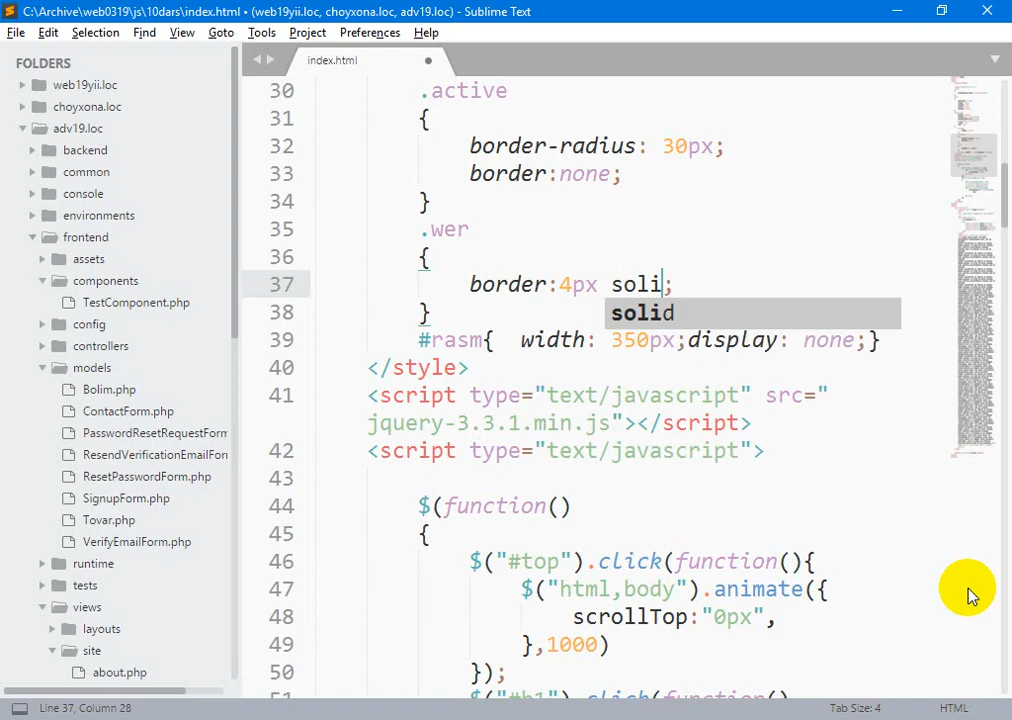 C:\Archive\web0319\js\10dars\index.html • (web19yii.loc, choyxona.loc, adv19.loc) - Sublime Text
File Edit Selection Find View Goto Tools Project Preferences Help
FOLDERS
web19yii.loc
choyxona.loc
adv19.loc
backend
common
console
environments
frontend
assets
components
TestComponent.php
config
controllers
models
Bolim.php
ContactForm.php
PasswordResetRequestForm
ResendVerificationEmailFor
ResetPasswordForm.php
SignupForm.php
Tovar.php
VerifyEmailForm.php
runtime
tests
views
layouts
site
about.php
index.html
30 .active
31 {
32 border-radius: 30px;
33 border:none;
34 }
35 .wer
36 {
37 border:4px soli;
solid
38 }
39 #rasm{ width: 350px;display: none;}
40 </style>
41 <script type="text/javascript" src="
jquery-3.3.1.min.js"></script>
42 <script type="text/javascript">
43
44 $(function()
45 {
46 $("#top").click(function(){
47 $("html,body").animate({
48 scrollTop:"0px",
49 },1000)
50 });
51 $("#b1").click(function()
Line 37, Column 28
Tab Size: 4
HTML